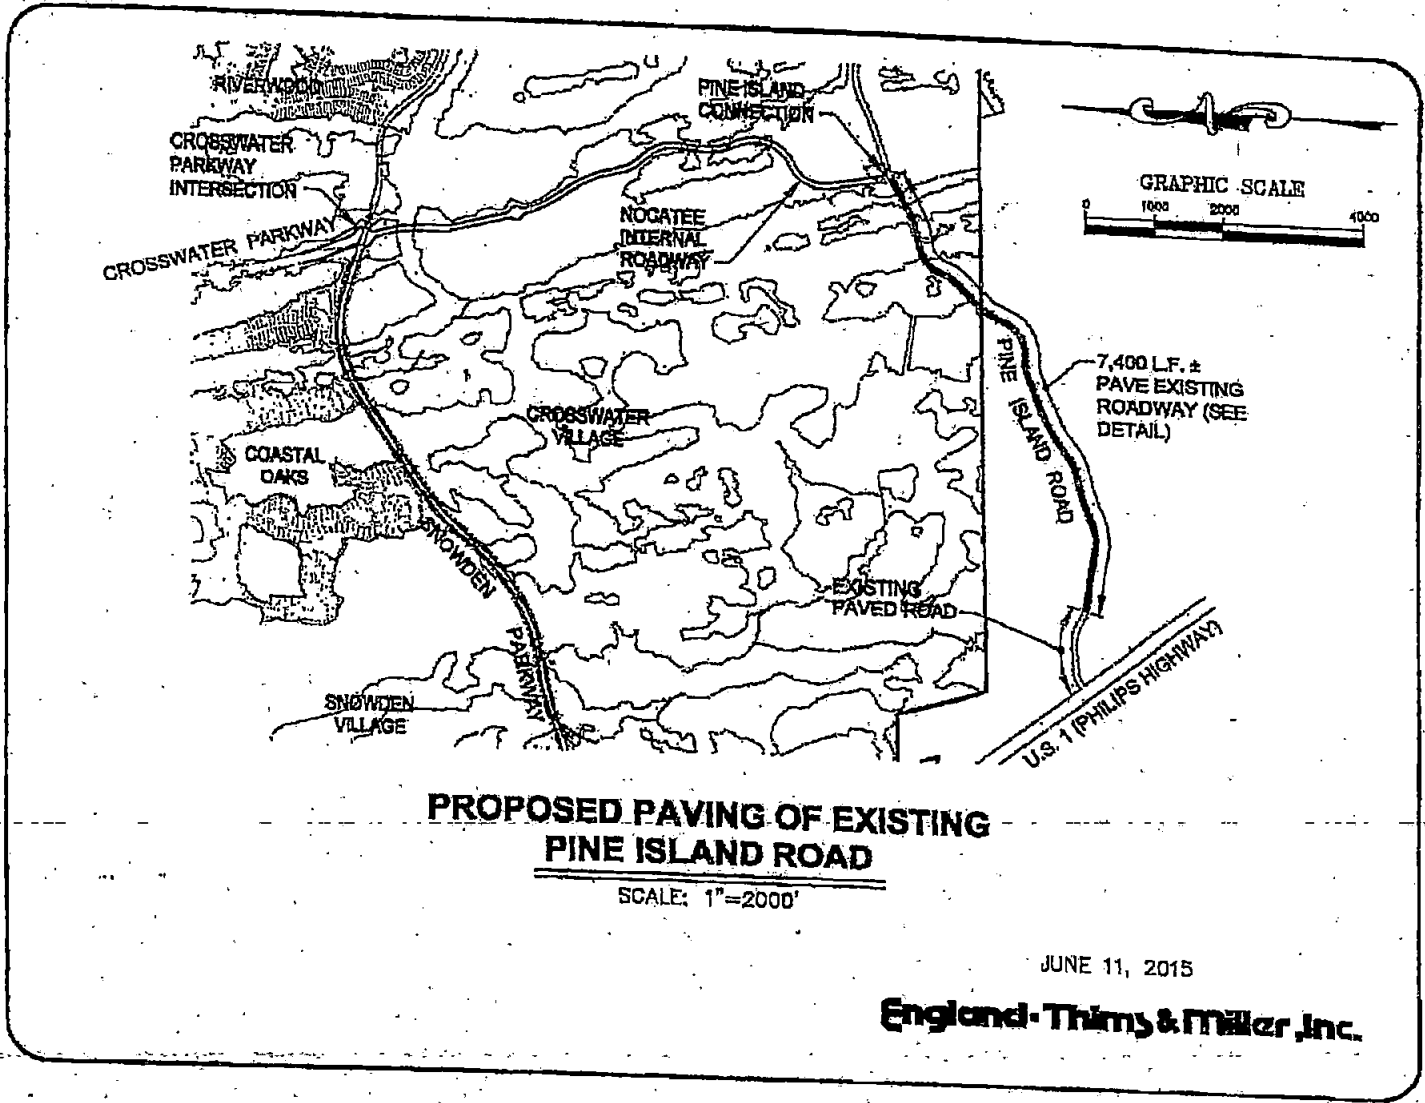 RIVERWOOD
PINE ISLAND
CONNECTION
CROSSWATER
PARKWAY
INTERSECTION
GRAPHIC SCALE
0 1000 2000 4000
CROSSWATER PARKWAY
NOCATEE
INTERNAL
ROADWAY
PINE ISLAND ROAD
7,400 L.F. ±
PAVE EXISTING
ROADWAY (SEE
DETAIL)
CROSSWATER
VILLAGE
COASTAL
OAKS
SNOWDEN PARKWAY
EXISTING
PAVED ROAD
SNOWDEN
VILLAGE
U.S. 1 (PHILIPS HIGHWAY)
PROPOSED PAVING OF EXISTING
PINE ISLAND ROAD
SCALE: 1"=2000'
JUNE 11, 2015
England-Thims & Miller, Inc.